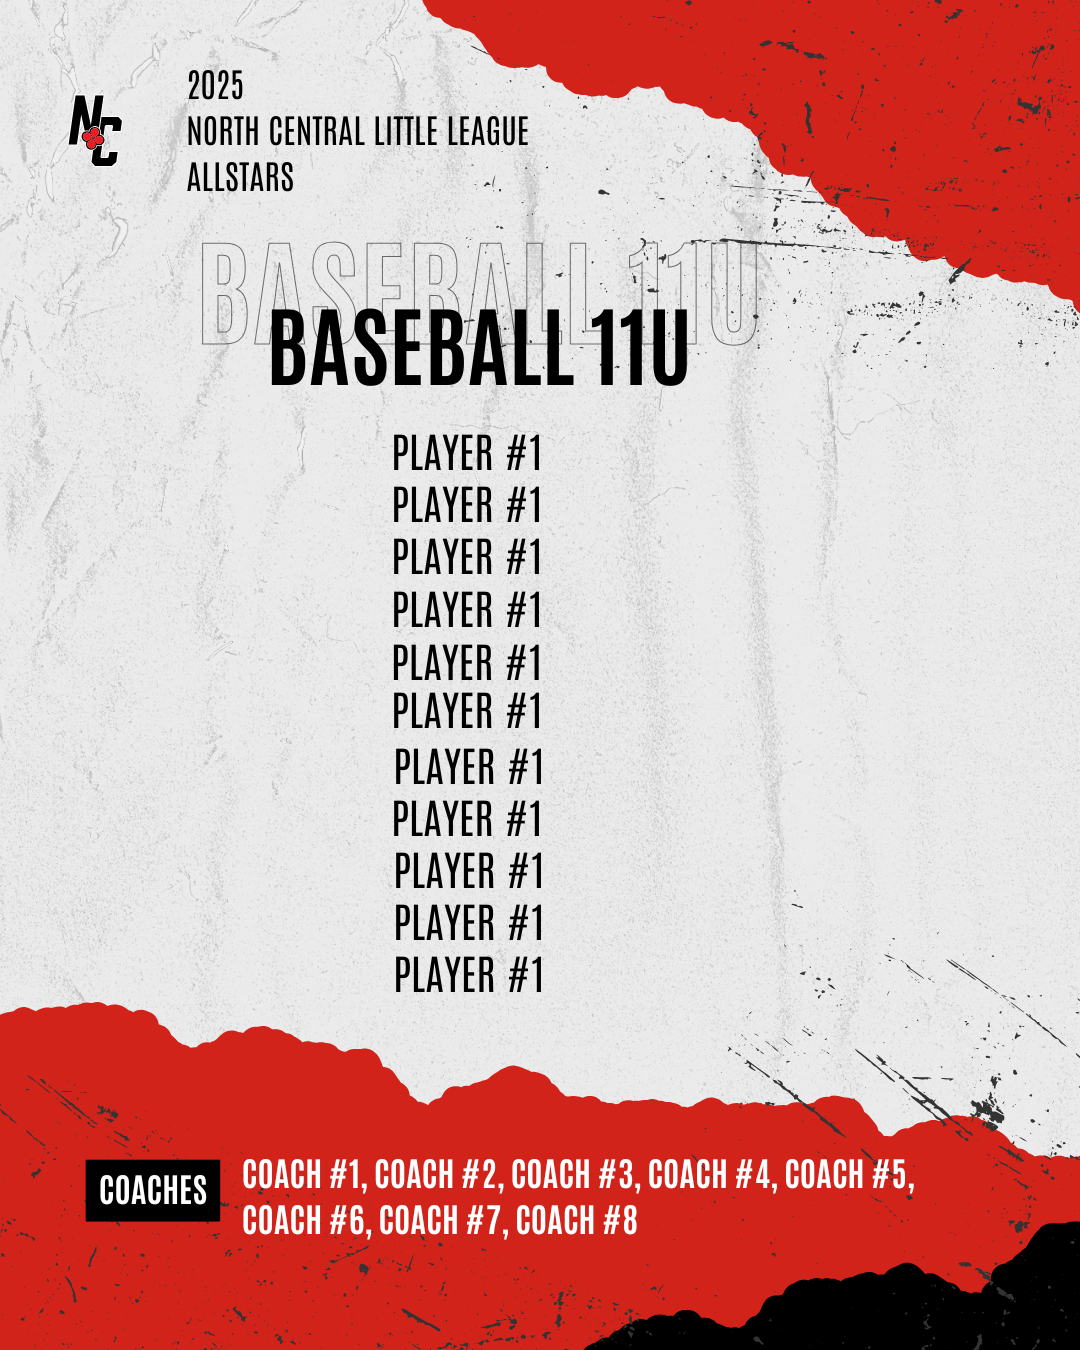 NC
2025
NORTH CENTRAL LITTLE LEAGUE
ALLSTARS
BASEBALL 11U
BASEBALL 11U
PLAYER #1
PLAYER #1
PLAYER #1
PLAYER #1
PLAYER #1
PLAYER #1
PLAYER #1
PLAYER #1
PLAYER #1
PLAYER #1
PLAYER #1
COACHES
COACH #1, COACH #2, COACH #3, COACH #4, COACH #5,
COACH #6, COACH #7, COACH #8